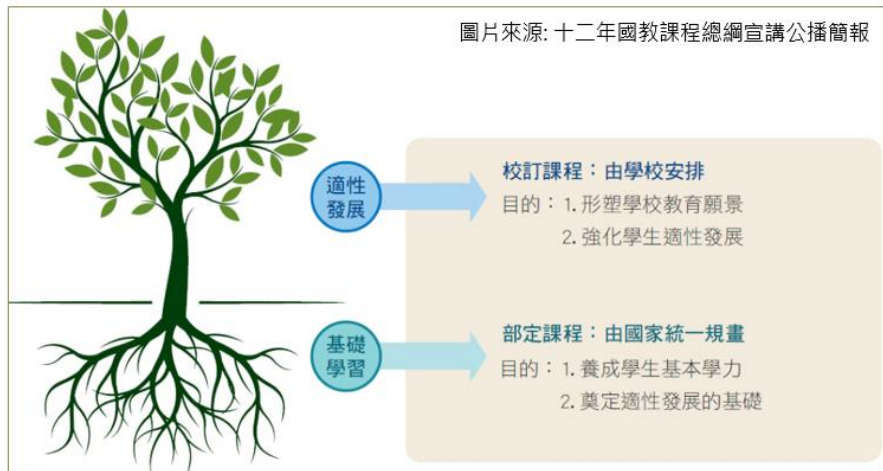 圖片來源: 十二年國教課程總綱宣講公播簡報
適性
發展
校訂課程：由學校安排
目的：1. 形塑學校教育願景
2. 強化學生適性發展
基礎
學習
部定課程：由國家統一規畫
目的：1. 養成學生基本學力
2. 奠定適性發展的基礎